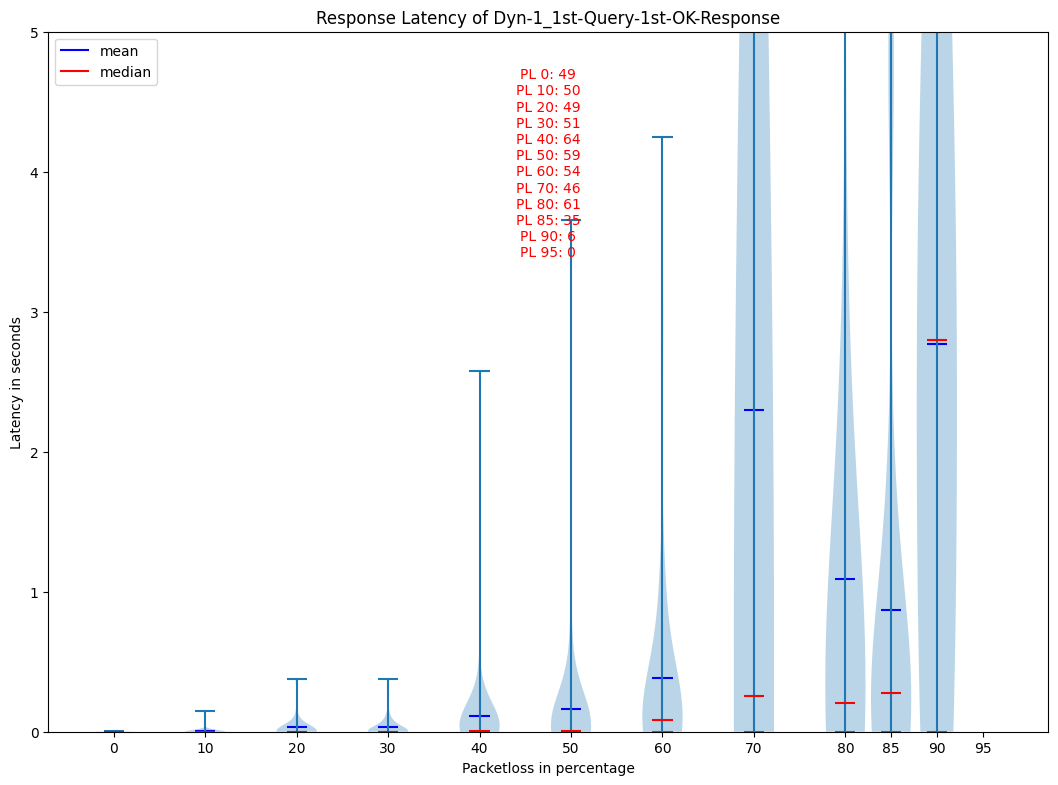 Response Latency of Dyn-1_1st-Query-1st-OK-Response
mean
median
PL 0: 49
PL 10: 50
PL 20: 49
PL 30: 51
PL 40: 64
PL 50: 59
PL 60: 54
PL 70: 46
PL 80: 61
PL 85: 35
PL 90: 6
PL 95: 0
5
4
3
2
1
0
Latency in seconds
0 10 20 30 40 50 60 70 80 85 90 95
Packetloss in percentage